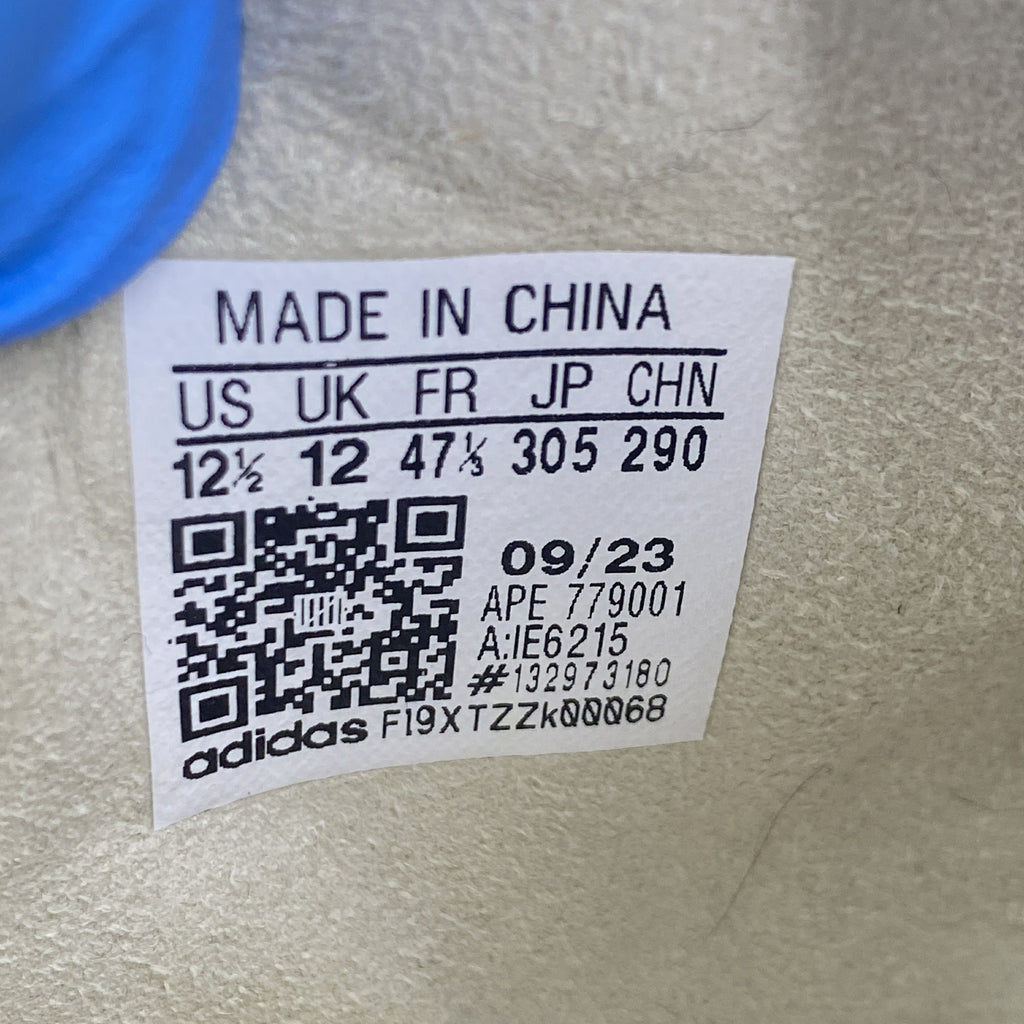 MADE IN CHINA
US UK FR JP CHN
12½ 12 47⅓ 305 290
09/23
APE 779001
A:IE6215
#132973180
adidas F19XTZZk00068